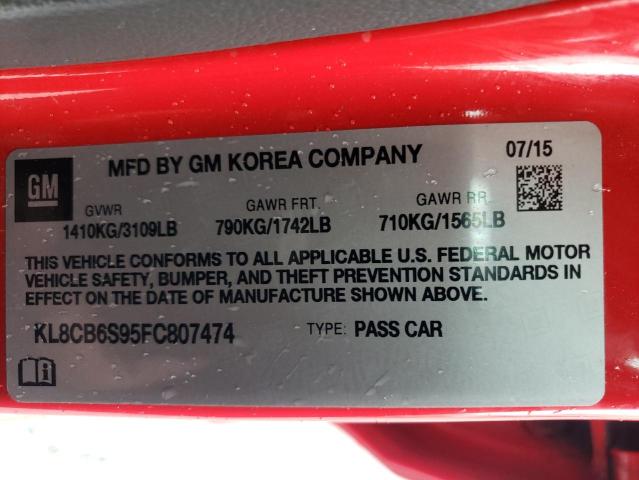 GM
MFD BY GM KOREA COMPANY
07/15
GVWR
GAWR FRT.
GAWR RR.
1410KG/3109LB
790KG/1742LB
710KG/1565LB
THIS VEHICLE CONFORMS TO ALL APPLICABLE U.S. FEDERAL MOTOR
VEHICLE SAFETY, BUMPER, AND THEFT PREVENTION STANDARDS IN
EFFECT ON THE DATE OF MANUFACTURE SHOWN ABOVE.
KL8CB6S95FC807474
TYPE: PASS CAR